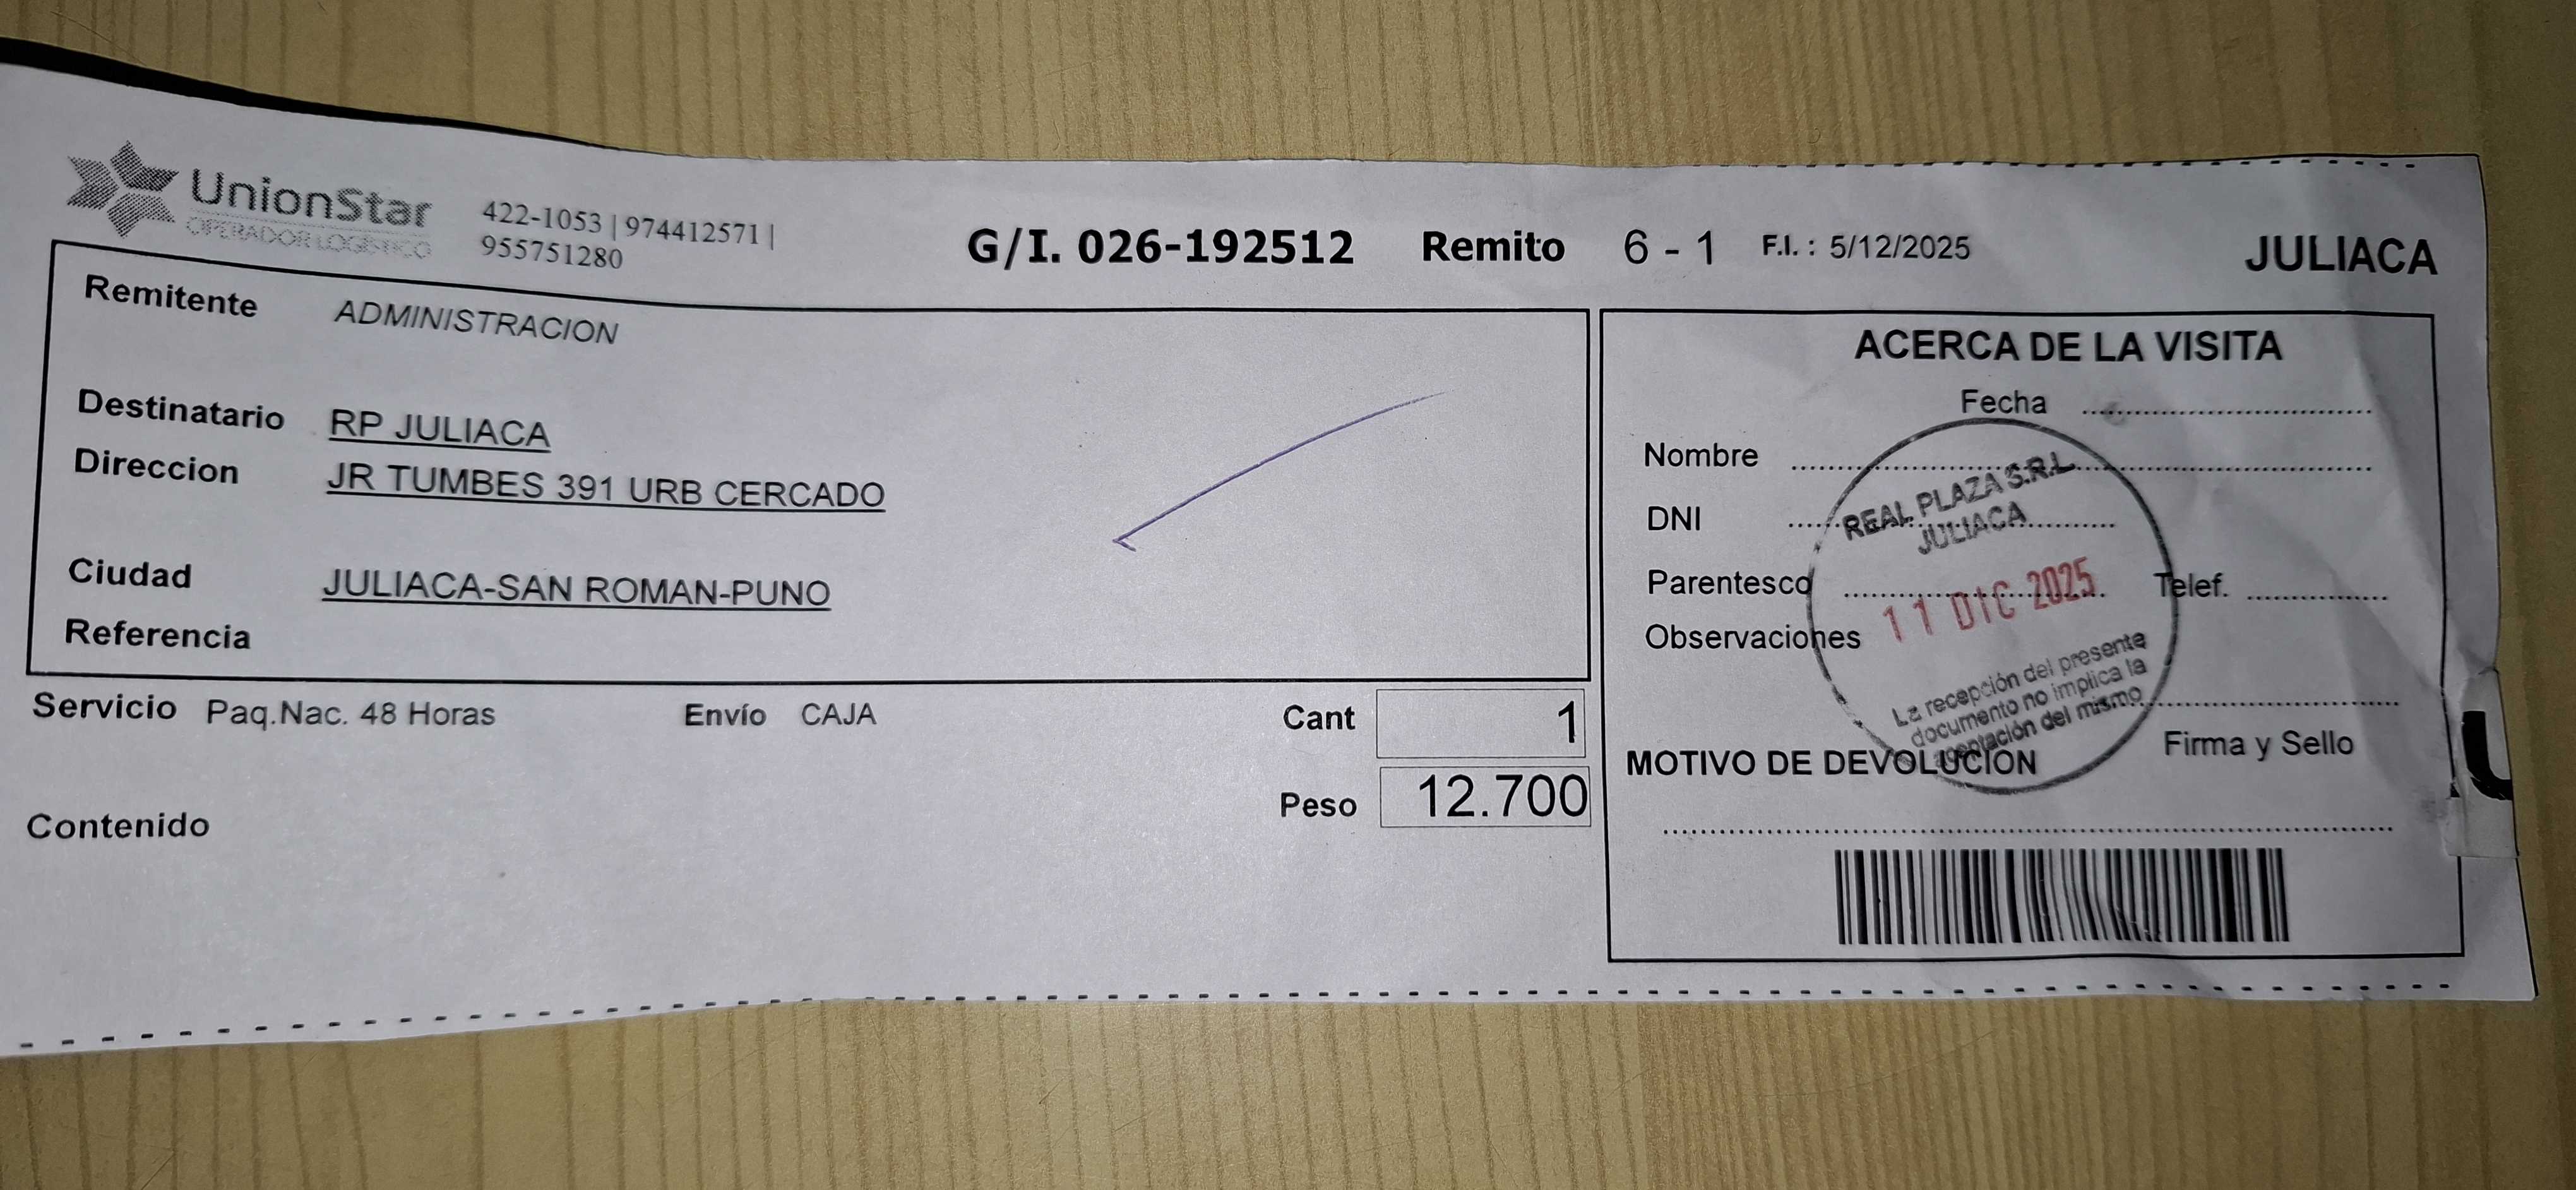 UnionStar
OPERADOR LOGÍSTICO
422-1053 | 974412571 |
955751280
G/I. 026-192512 Remito 6 - 1 F.I. : 5/12/2025 JULIACA
Remitente ADMINISTRACION
Destinatario RP JULIACA
Direccion JR TUMBES 391 URB CERCADO
Ciudad JULIACA-SAN ROMAN-PUNO
Referencia
Servicio Paq.Nac. 48 Horas Envío CAJA Cant 1
Peso 12.700
Contenido
ACERCA DE LA VISITA
Fecha
Nombre
DNI
Parentesco Telef.
Observaciones
Firma y Sello
MOTIVO DE DEVOLUCION
REAL PLAZA S.R.L.
JULIACA
11 DIC 2025
La recepción del presente
documento no implica la
aceptación del mismo